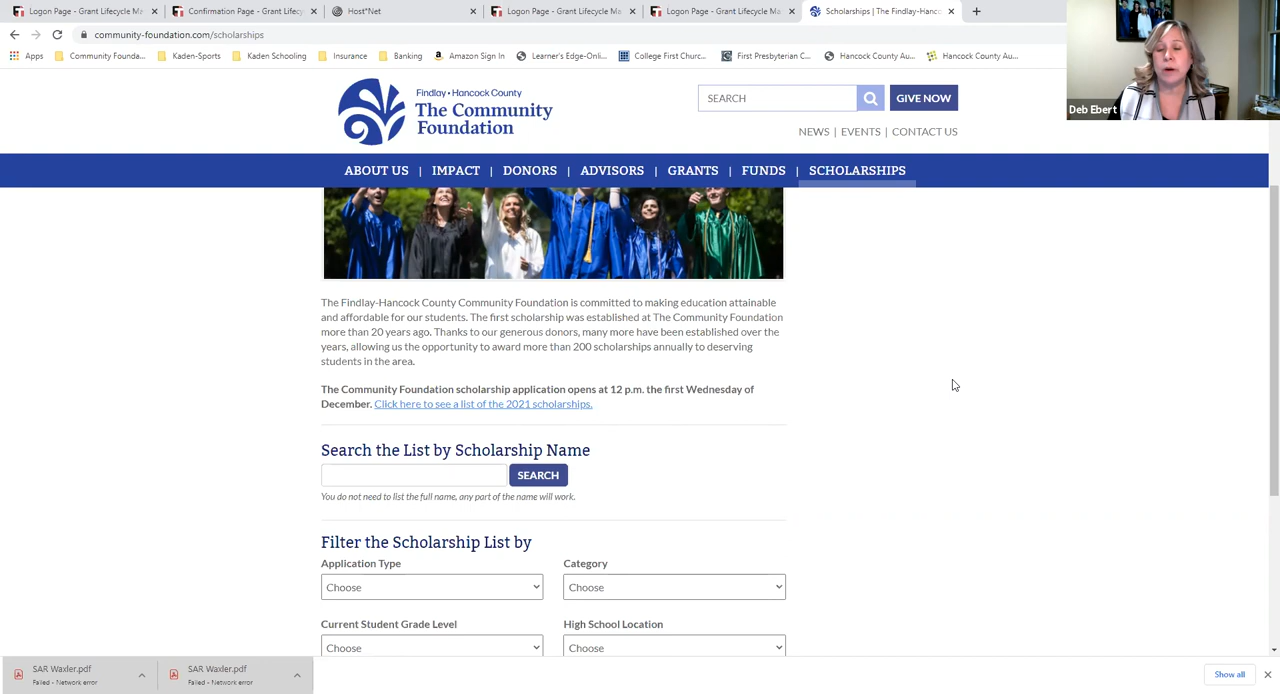 Logon Page - Grant Lifecycle Ma
Confirmation Page - Grant Lifecyc
Host*Net
Logon Page - Grant Lifecycle Ma
Logon Page - Grant Lifecycle Ma
Scholarships | The Findlay-Hanco
community-foundation.com/scholarships
Apps
Community Founda...
Kaden-Sports
Kaden Schooling
Insurance
Banking
Amazon Sign In
Learner's Edge-Onli...
College First Churc...
First Presbyterian C...
Hancock County Au...
Hancock County Au...
Deb Ebert
Findlay • Hancock County
The Community
Foundation
SEARCH
GIVE NOW
NEWS | EVENTS | CONTACT US
ABOUT US | IMPACT | DONORS | ADVISORS | GRANTS | FUNDS | SCHOLARSHIPS
The Findlay-Hancock County Community Foundation is committed to making education attainable
and affordable for our students. The first scholarship was established at The Community Foundation
more than 20 years ago. Thanks to our generous donors, many more have been established over the
years, allowing us the opportunity to award more than 200 scholarships annually to deserving
students in the area.
The Community Foundation scholarship application opens at 12 p.m. the first Wednesday of
December. Click here to see a list of the 2021 scholarships.
Search the List by Scholarship Name
SEARCH
You do not need to list the full name, any part of the name will work.
Filter the Scholarship List by
Application Type
Category
Choose
Choose
Current Student Grade Level
High School Location
Choose
Choose
SAR Waxler.pdf
Failed - Network error
SAR Waxler.pdf
Failed - Network error
Show all